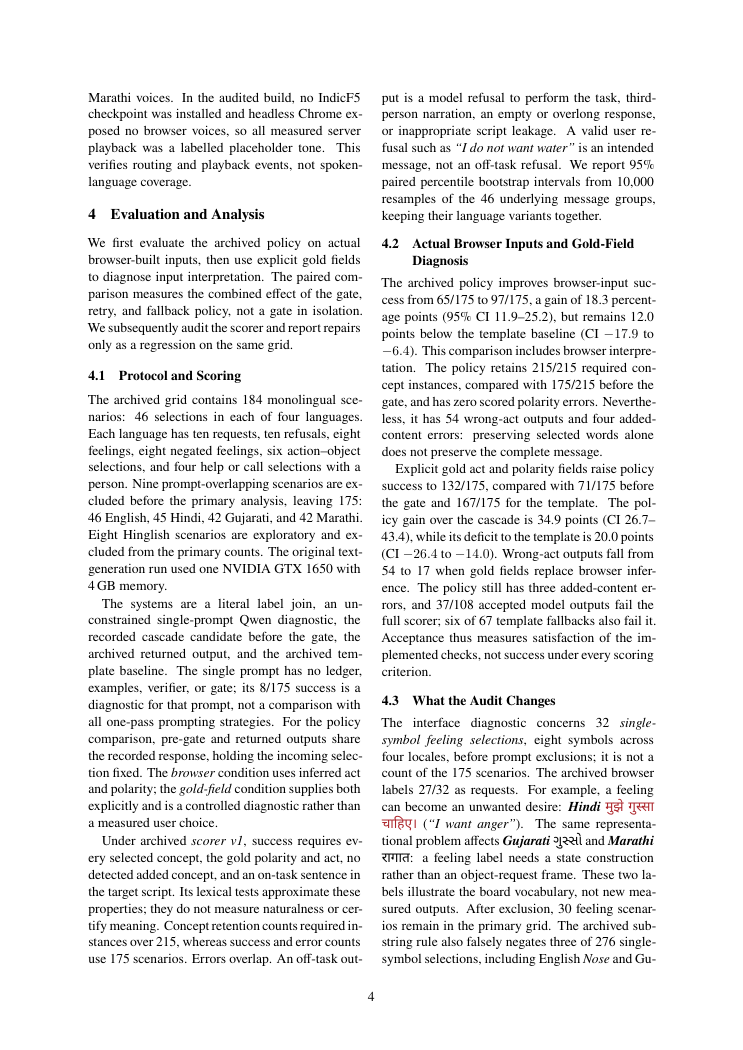 Marathi voices. In the audited build, no IndicF5
checkpoint was installed and headless Chrome ex-
posed no browser voices, so all measured server
playback was a labelled placeholder tone. This
verifies routing and playback events, not spoken-
language coverage.
4 Evaluation and Analysis
We first evaluate the archived policy on actual
browser-built inputs, then use explicit gold fields
to diagnose input interpretation. The paired com-
parison measures the combined effect of the gate,
retry, and fallback policy, not a gate in isolation.
We subsequently audit the scorer and report repairs
only as a regression on the same grid.
4.1 Protocol and Scoring
The archived grid contains 184 monolingual sce-
narios: 46 selections in each of four languages.
Each language has ten requests, ten refusals, eight
feelings, eight negated feelings, six action–object
selections, and four help or call selections with a
person. Nine prompt-overlapping scenarios are ex-
cluded before the primary analysis, leaving 175:
46 English, 45 Hindi, 42 Gujarati, and 42 Marathi.
Eight Hinglish scenarios are exploratory and ex-
cluded from the primary counts. The original text-
generation run used one NVIDIA GTX 1650 with
4 GB memory.
The systems are a literal label join, an un-
constrained single-prompt Qwen diagnostic, the
recorded cascade candidate before the gate, the
archived returned output, and the archived tem-
plate baseline. The single prompt has no ledger,
examples, verifier, or gate; its 8/175 success is a
diagnostic for that prompt, not a comparison with
all one-pass prompting strategies. For the policy
comparison, pre-gate and returned outputs share
the recorded response, holding the incoming selec-
tion fixed. The browser condition uses inferred act
and polarity; the gold-field condition supplies both
explicitly and is a controlled diagnostic rather than
a measured user choice.
Under archived scorer v1, success requires ev-
ery selected concept, the gold polarity and act, no
detected added concept, and an on-task sentence in
the target script. Its lexical tests approximate these
properties; they do not measure naturalness or cer-
tify meaning. Concept retention counts required in-
stances over 215, whereas success and error counts
use 175 scenarios. Errors overlap. An off-task out-
put is a model refusal to perform the task, third-
person narration, an empty or overlong response,
or inappropriate script leakage. A valid user re-
fusal such as “I do not want water” is an intended
message, not an off-task refusal. We report 95%
paired percentile bootstrap intervals from 10,000
resamples of the 46 underlying message groups,
keeping their language variants together.
4.2 Actual Browser Inputs and Gold-Field
Diagnosis
The archived policy improves browser-input suc-
cess from 65/175 to 97/175, a gain of 18.3 percent-
age points (95% CI 11.9–25.2), but remains 12.0
points below the template baseline (CI −17.9 to
−6.4). This comparison includes browser interpre-
tation. The policy retains 215/215 required con-
cept instances, compared with 175/215 before the
gate, and has zero scored polarity errors. Neverthe-
less, it has 54 wrong-act outputs and four added-
content errors: preserving selected words alone
does not preserve the complete message.
Explicit gold act and polarity fields raise policy
success to 132/175, compared with 71/175 before
the gate and 167/175 for the template. The pol-
icy gain over the cascade is 34.9 points (CI 26.7–
43.4), while its deficit to the template is 20.0 points
(CI −26.4 to −14.0). Wrong-act outputs fall from
54 to 17 when gold fields replace browser infer-
ence. The policy still has three added-content er-
rors, and 37/108 accepted model outputs fail the
full scorer; six of 67 template fallbacks also fail it.
Acceptance thus measures satisfaction of the im-
plemented checks, not success under every scoring
criterion.
4.3 What the Audit Changes
The interface diagnostic concerns 32 single-
symbol feeling selections, eight symbols across
four locales, before prompt exclusions; it is not a
count of the 175 scenarios. The archived browser
labels 27/32 as requests. For example, a feeling
can become an unwanted desire: Hindi मुझे गुस्सा
चाहिए। (“I want anger”). The same representa-
tional problem affects Gujarati ગુસ્સો and Marathi
रागात: a feeling label needs a state construction
rather than an object-request frame. These two la-
bels illustrate the board vocabulary, not new mea-
sured outputs. After exclusion, 30 feeling scenar-
ios remain in the primary grid. The archived sub-
string rule also falsely negates three of 276 single-
symbol selections, including English Nose and Gu-
4